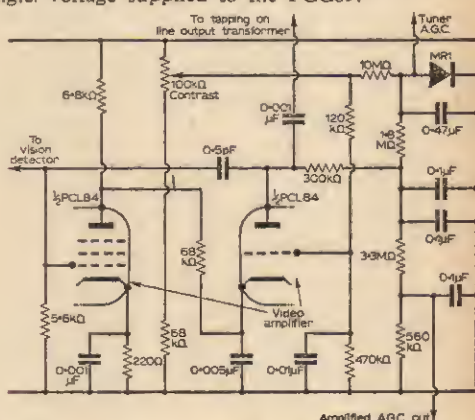 angle. voltage supplied to the PCC89.
To tapping on
line output transformer
Tuner
A.G.C.
10MΩ
MR1
6·8kΩ
100kΩ
Contrast
0·001
μF
120
kΩ
0·47μF
1·8
MΩ
To
vision
detector
0·5pF
300kΩ
0·1μF
½PCL84
½PCL84
0·1μF
68
kΩ
3·3MΩ
Video
amplifier
0·1μF
5·6kΩ
68
kΩ
560
kΩ
0·001
μF
220Ω
0·005μF
0·01μF
470kΩ
Amplified A.G.C. out